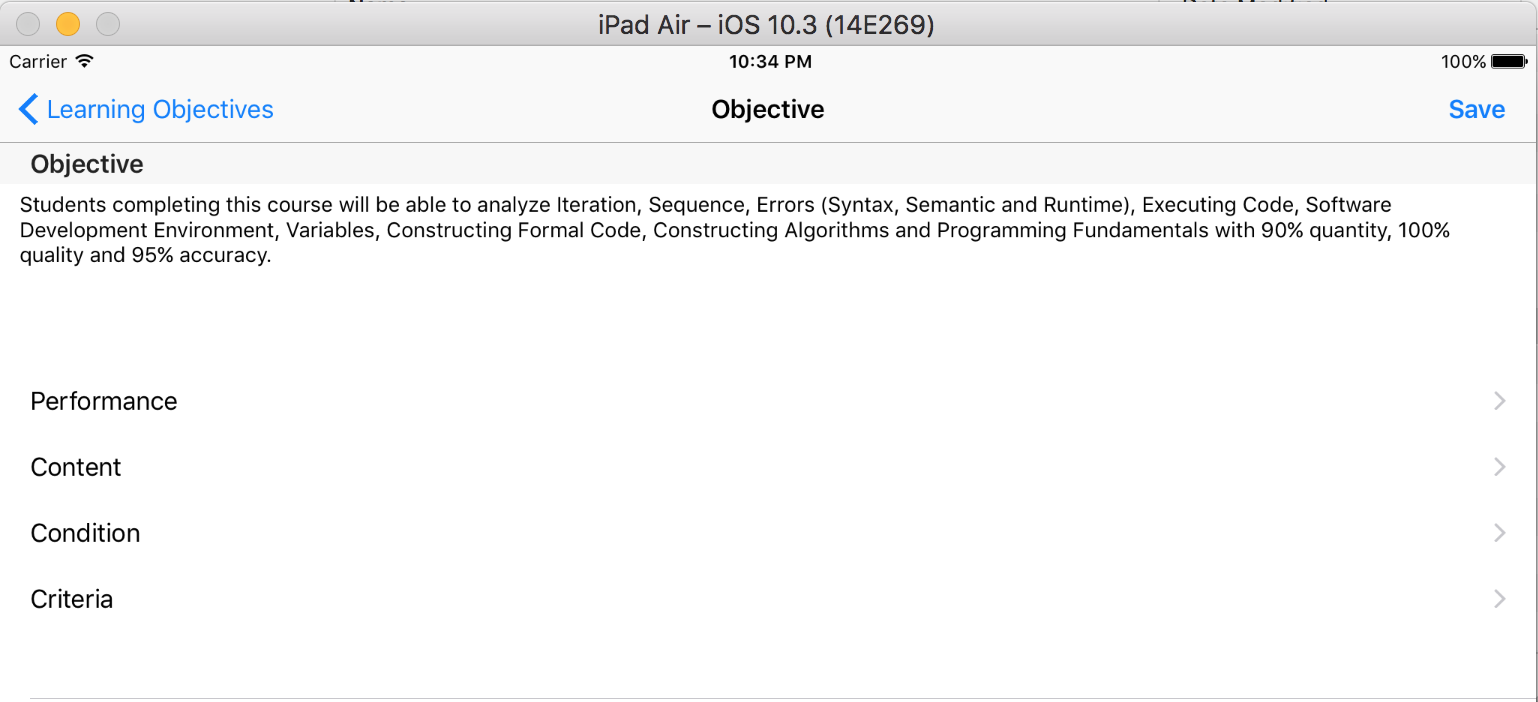 iPad Air – iOS 10.3 (14E269)
Carrier 10:34 PM 100%
Learning Objectives Objective Save
Objective
Students completing this course will be able to analyze Iteration, Sequence, Errors (Syntax, Semantic and Runtime), Executing Code, Software
Development Environment, Variables, Constructing Formal Code, Constructing Algorithms and Programming Fundamentals with 90% quantity, 100%
quality and 95% accuracy.
Performance
Content
Condition
Criteria